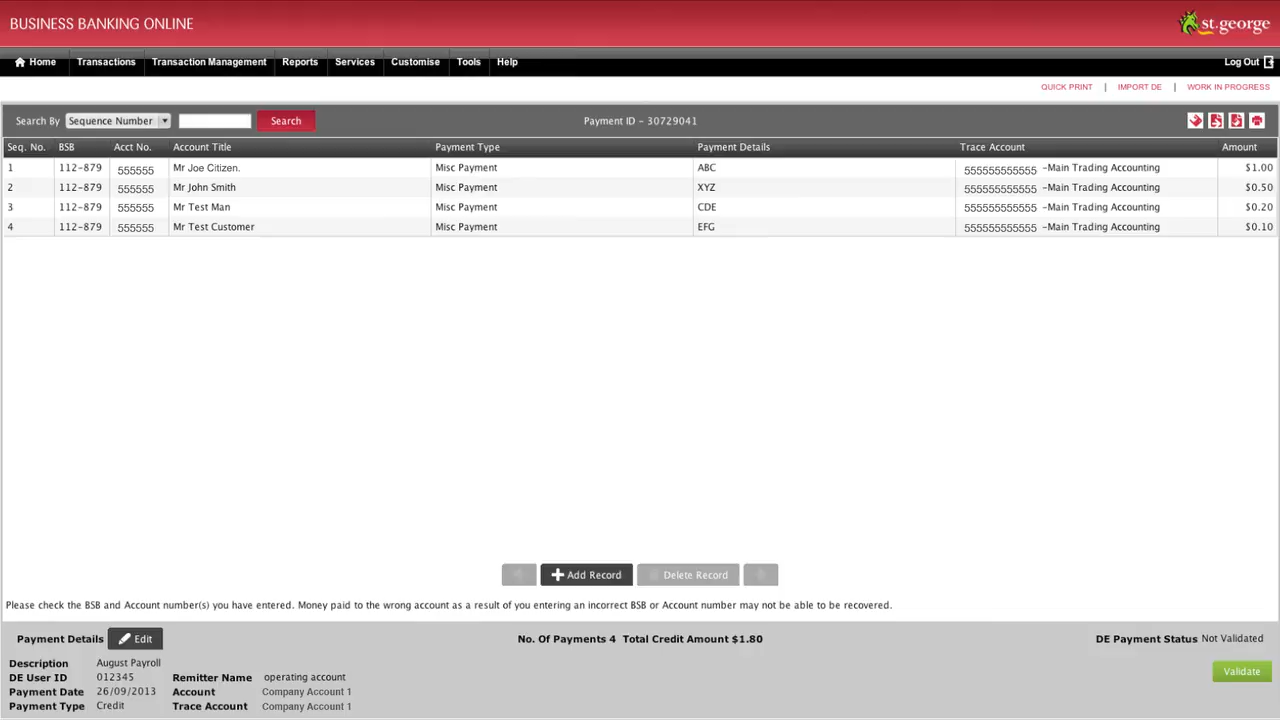 BUSINESS BANKING ONLINE
st.george
Home Transactions Transaction Management Reports Services Customise Tools Help Log Out
QUICK PRINT | IMPORT DE | WORK IN PROGRESS
Search By Sequence Number Search Payment ID - 30729041
Seq. No. BSB Acct No. Account Title Payment Type Payment Details Trace Account Amount
1 112-879 555555 Mr Joe Citizen. Misc Payment ABC 555555555555 -Main Trading Accounting $1.00
2 112-879 555555 Mr John Smith Misc Payment XYZ 555555555555 -Main Trading Accounting $0.50
3 112-879 555555 Mr Test Man Misc Payment CDE 555555555555 -Main Trading Accounting $0.20
4 112-879 555555 Mr Test Customer Misc Payment EFG 555555555555 -Main Trading Accounting $0.10
Add Record Delete Record
Please check the BSB and Account number(s) you have entered. Money paid to the wrong account as a result of you entering an incorrect BSB or Account number may not be able to be recovered.
Payment Details Edit No. Of Payments 4 Total Credit Amount $1.80 DE Payment Status Not Validated
Description August Payroll
DE User ID 012345 Remitter Name operating account Validate
Payment Date 26/09/2013 Account Company Account 1
Payment Type Credit Trace Account Company Account 1